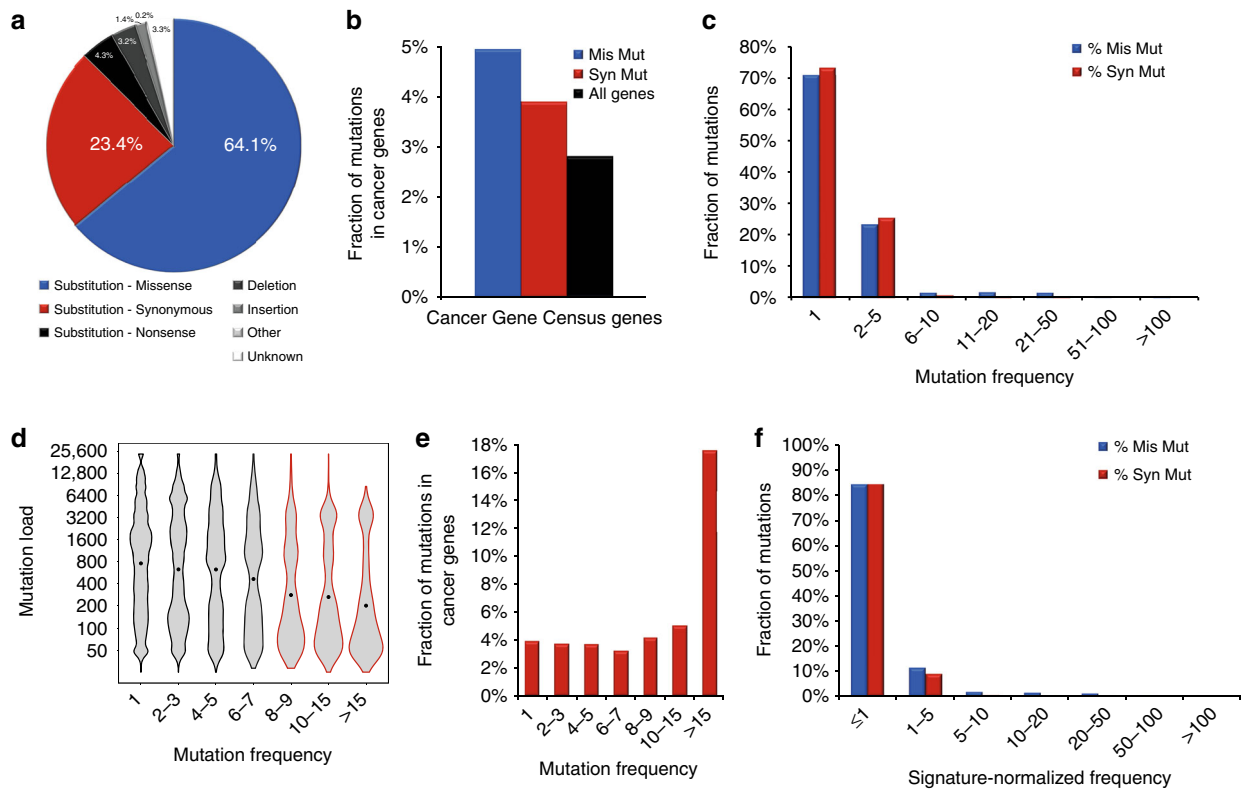 a
64.1%
23.4%
4.3%
3.2%
1.4%
0.2%
3.3%
Substitution - Missense
Substitution - Synonymous
Substitution - Nonsense
Deletion
Insertion
Other
Unknown
b
Fraction of mutations
in cancer genes
5%
4%
3%
2%
1%
0%
Mis Mut
Syn Mut
All genes
Cancer Gene Census genes
c
Fraction of mutations
80%
70%
60%
50%
40%
30%
20%
10%
0%
% Mis Mut
% Syn Mut
1
2–5
6–10
11–20
21–50
51–100
>100
Mutation frequency
d
Mutation load
25,600
12,800
6400
3200
1600
800
400
200
100
50
1
2–3
4–5
6–7
8–9
10–15
>15
Mutation frequency
e
Fraction of mutations in
cancer genes
18%
16%
14%
12%
10%
8%
6%
4%
2%
0%
1
2–3
4–5
6–7
8–9
10–15
>15
Mutation frequency
f
Fraction of mutations
100%
90%
80%
70%
60%
50%
40%
30%
20%
10%
0%
% Mis Mut
% Syn Mut
≤1
1–5
5–10
10–20
20–50
50–100
>100
Signature-normalized frequency